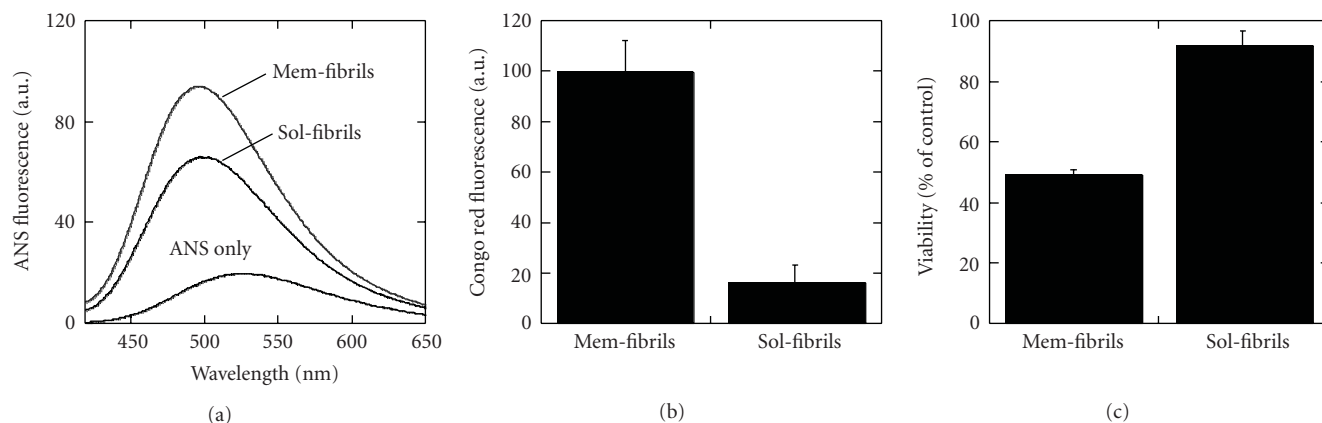 120
80
40
0
ANS fluorescence (a.u.)
Mem-fibrils
Sol-fibrils
ANS only
450 500 550 600 650
Wavelength (nm)
(a)
120
100
80
60
40
20
0
Congo red fluorescence (a.u.)
Mem-fibrils Sol-fibrils
(b)
100
80
60
40
20
0
Viability (% of control)
Mem-fibrils Sol-fibrils
(c)